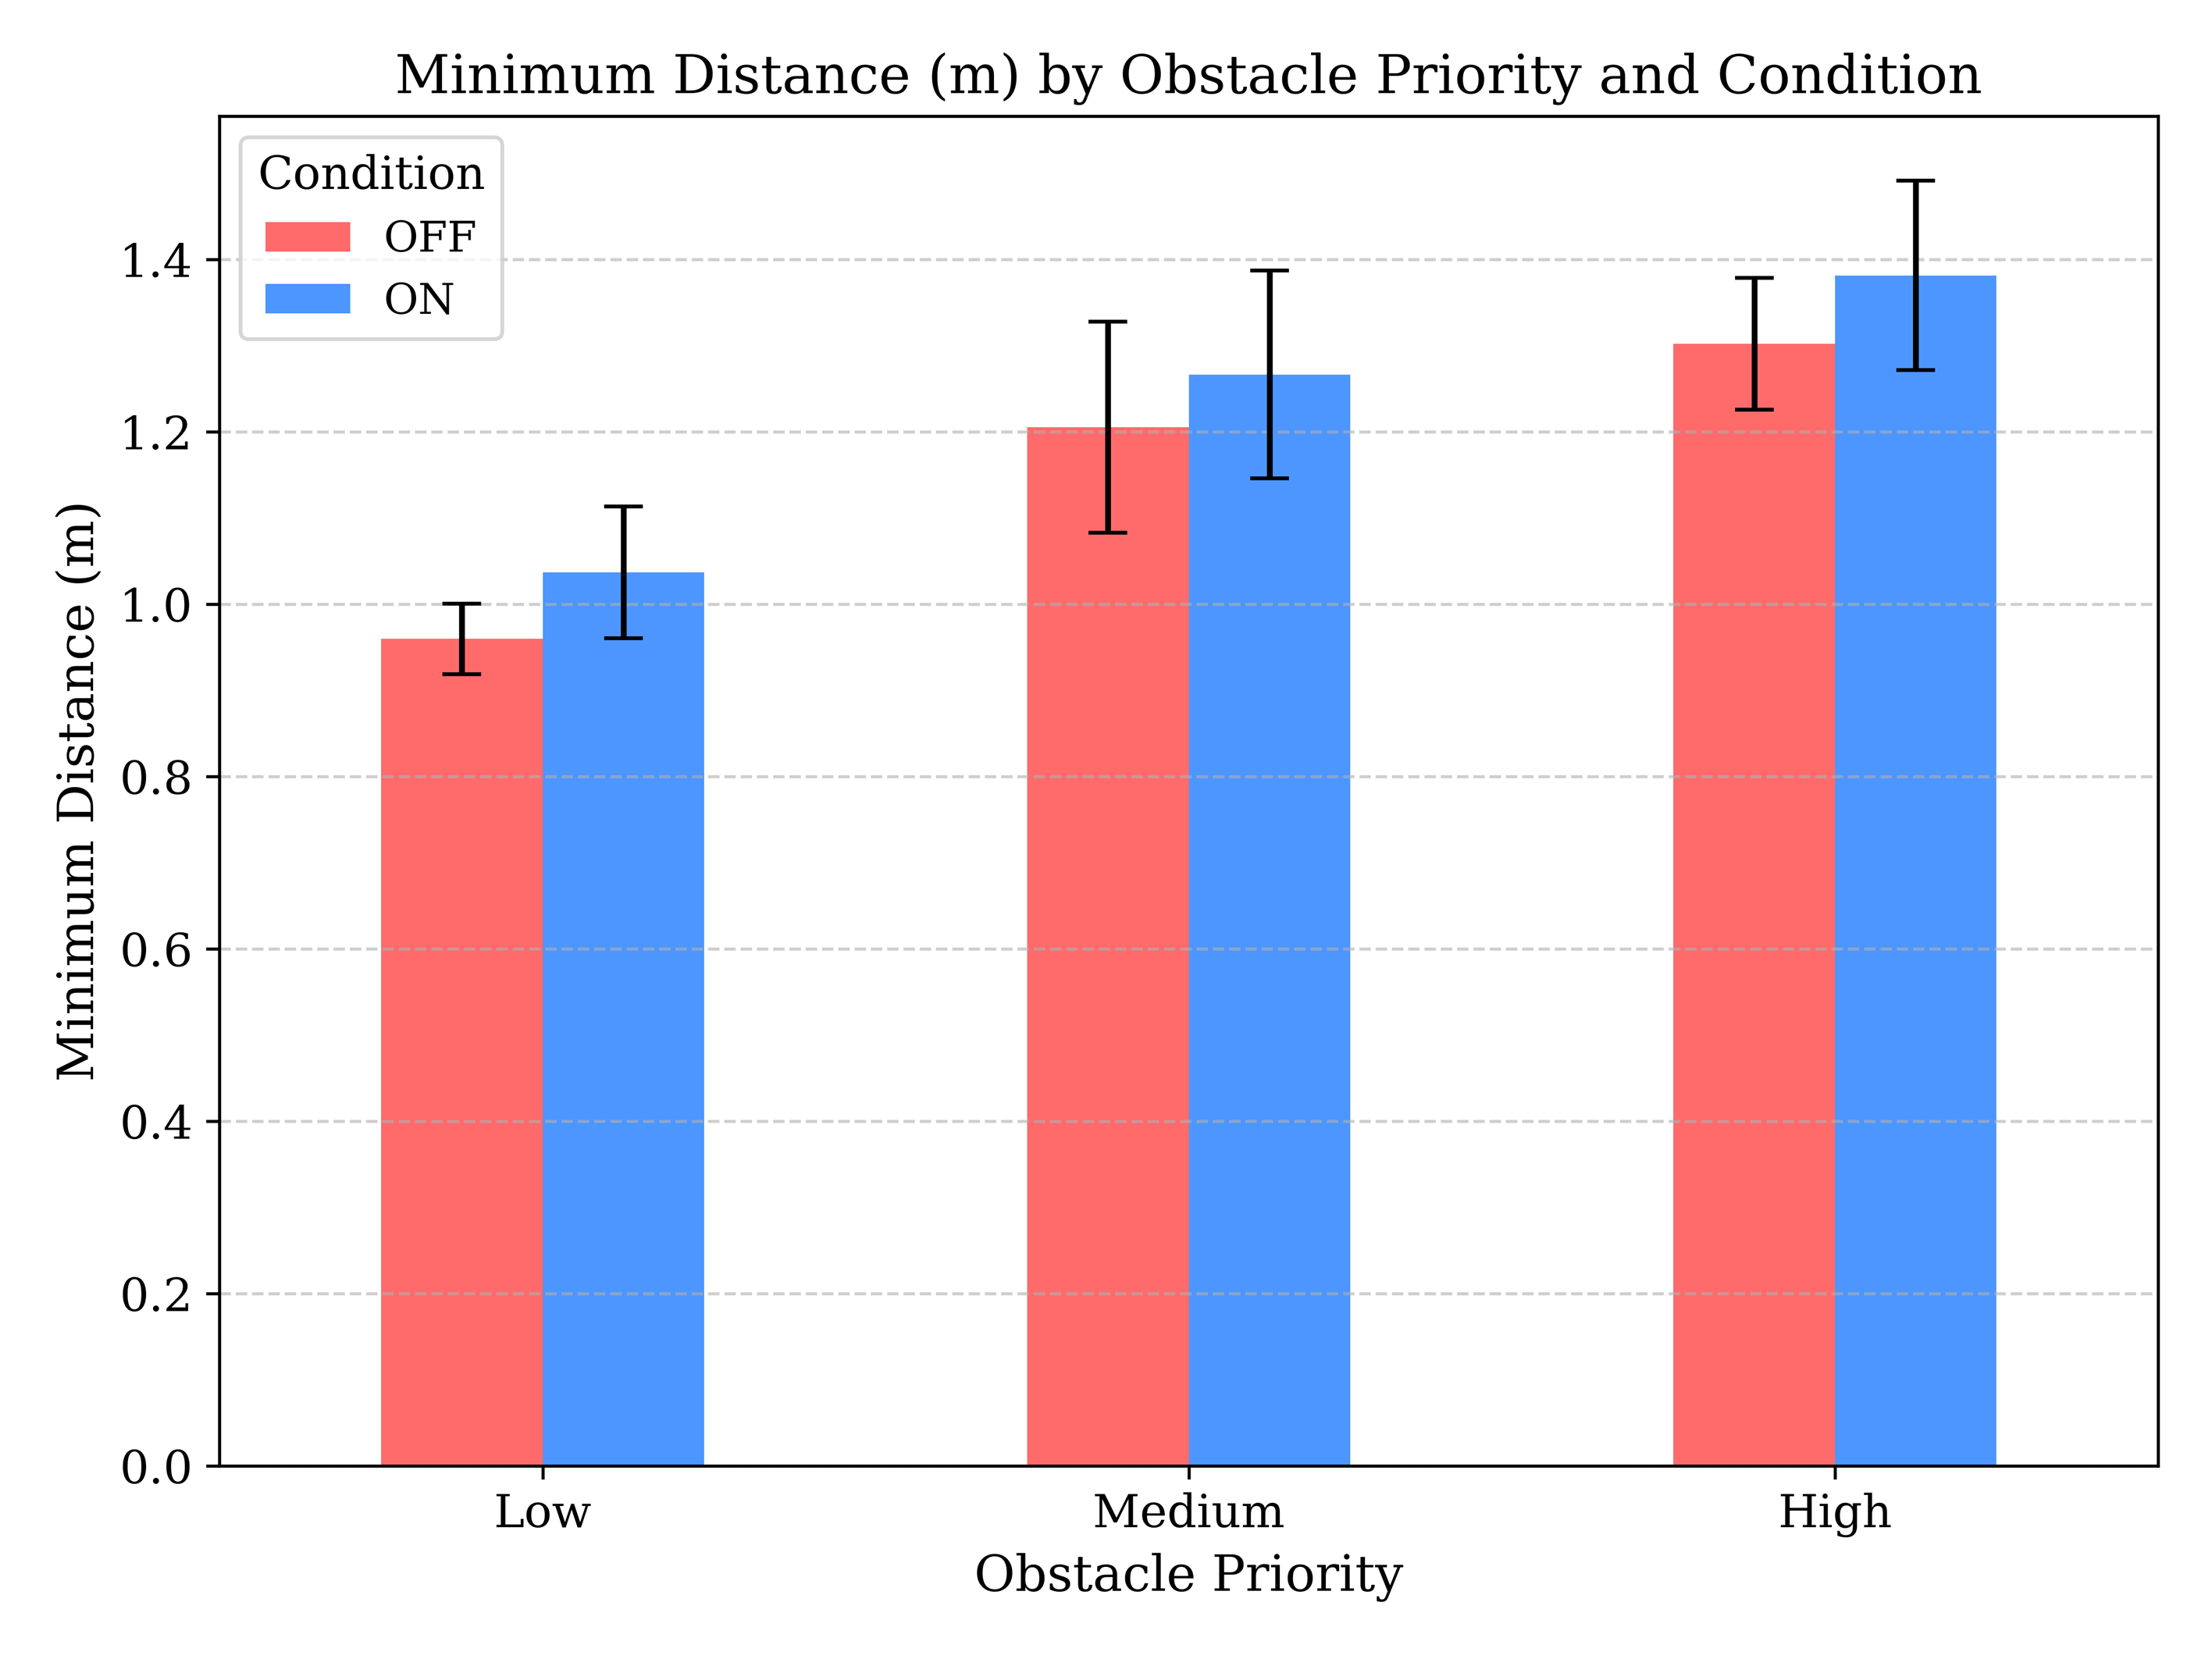 Minimum Distance (m) by Obstacle Priority and Condition
Condition
OFF
ON
1.4
1.2
1.0
0.8
0.6
0.4
0.2
0.0
Minimum Distance (m)
Low Medium High
Obstacle Priority